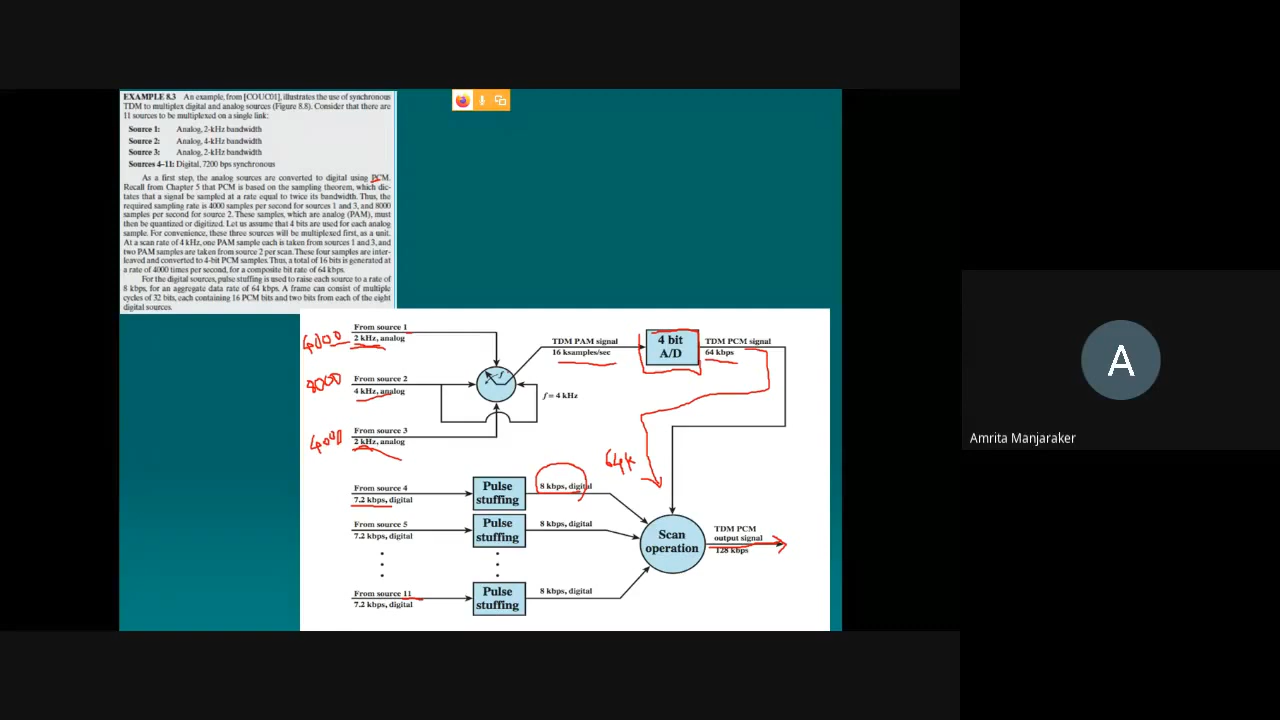 EXAMPLE 8.3 An example, from [COUC01], illustrates the use of synchronous
TDM to multiplex digital and analog sources (Figure 8.8). Consider that there are
11 sources to be multiplexed on a single link:
Source 1: Analog, 2-kHz bandwidth
Source 2: Analog, 4-kHz bandwidth
Source 3: Analog, 2-kHz bandwidth
Sources 4–11: Digital, 7200 bps synchronous
As a first step, the analog sources are converted to digital using PCM.
Recall from Chapter 5 that PCM is based on the sampling theorem, which dic-
tates that a signal be sampled at a rate equal to twice its bandwidth. Thus, the
required sampling rate is 4000 samples per second for sources 1 and 3, and 8000
samples per second for source 2. These samples, which are analog (PAM), must
then be quantized or digitized. Let us assume that 4 bits are used for each analog
sample. For convenience, these three sources will be multiplexed first, as a unit.
At a scan rate of 4 kHz, one PAM sample each is taken from sources 1 and 3, and
two PAM samples are taken from source 2 per scan. These four samples are inter-
leaved and converted to 4-bit PCM samples. Thus, a total of 16 bits is generated at
a rate of 4000 times per second, for a composite bit rate of 64 kbps.
For the digital sources, pulse stuffing is used to raise each source to a rate of
8 kbps, for an aggregate data rate of 64 kbps. A frame can consist of multiple
cycles of 32 bits, each containing 16 PCM bits and two bits from each of the eight
digital sources.
4000
From source 1
2 kHz, analog
8000
From source 2
4 kHz, analog
From source 3
2 kHz, analog
f
f = 4 kHz
TDM PAM signal
16 ksamples/sec
4 bit
A/D
TDM PCM signal
64 kbps
64k
From source 4
7.2 kbps, digital
Pulse
stuffing
8 kbps, digital
From source 5
7.2 kbps, digital
Pulse
stuffing
8 kbps, digital
From source 11
7.2 kbps, digital
Pulse
stuffing
8 kbps, digital
Scan
operation
TDM PCM
output signal
128 kbps
A
Amrita Manjaraker